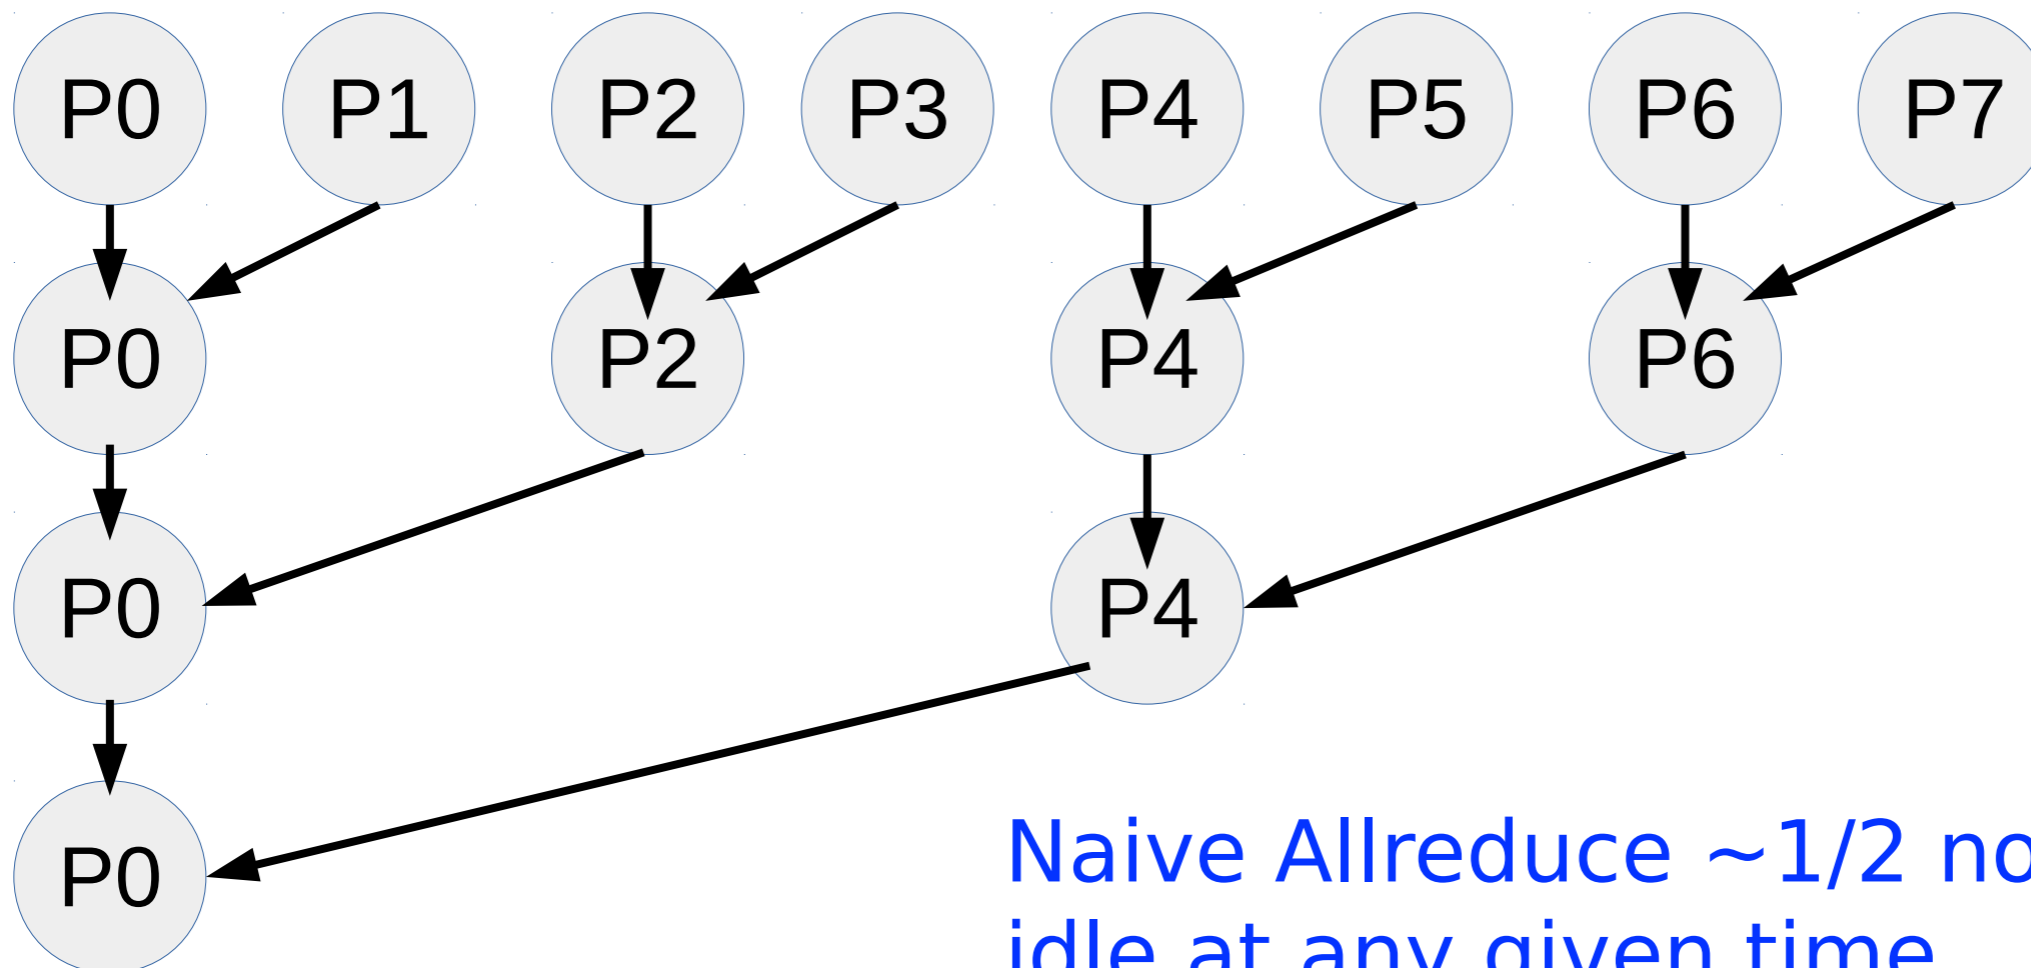 P0 P1 P2 P3 P4 P5 P6 P7
P0 P2 P4 P6
P0 P4
P0
Naive Allreduce ~1/2
idle at any given time